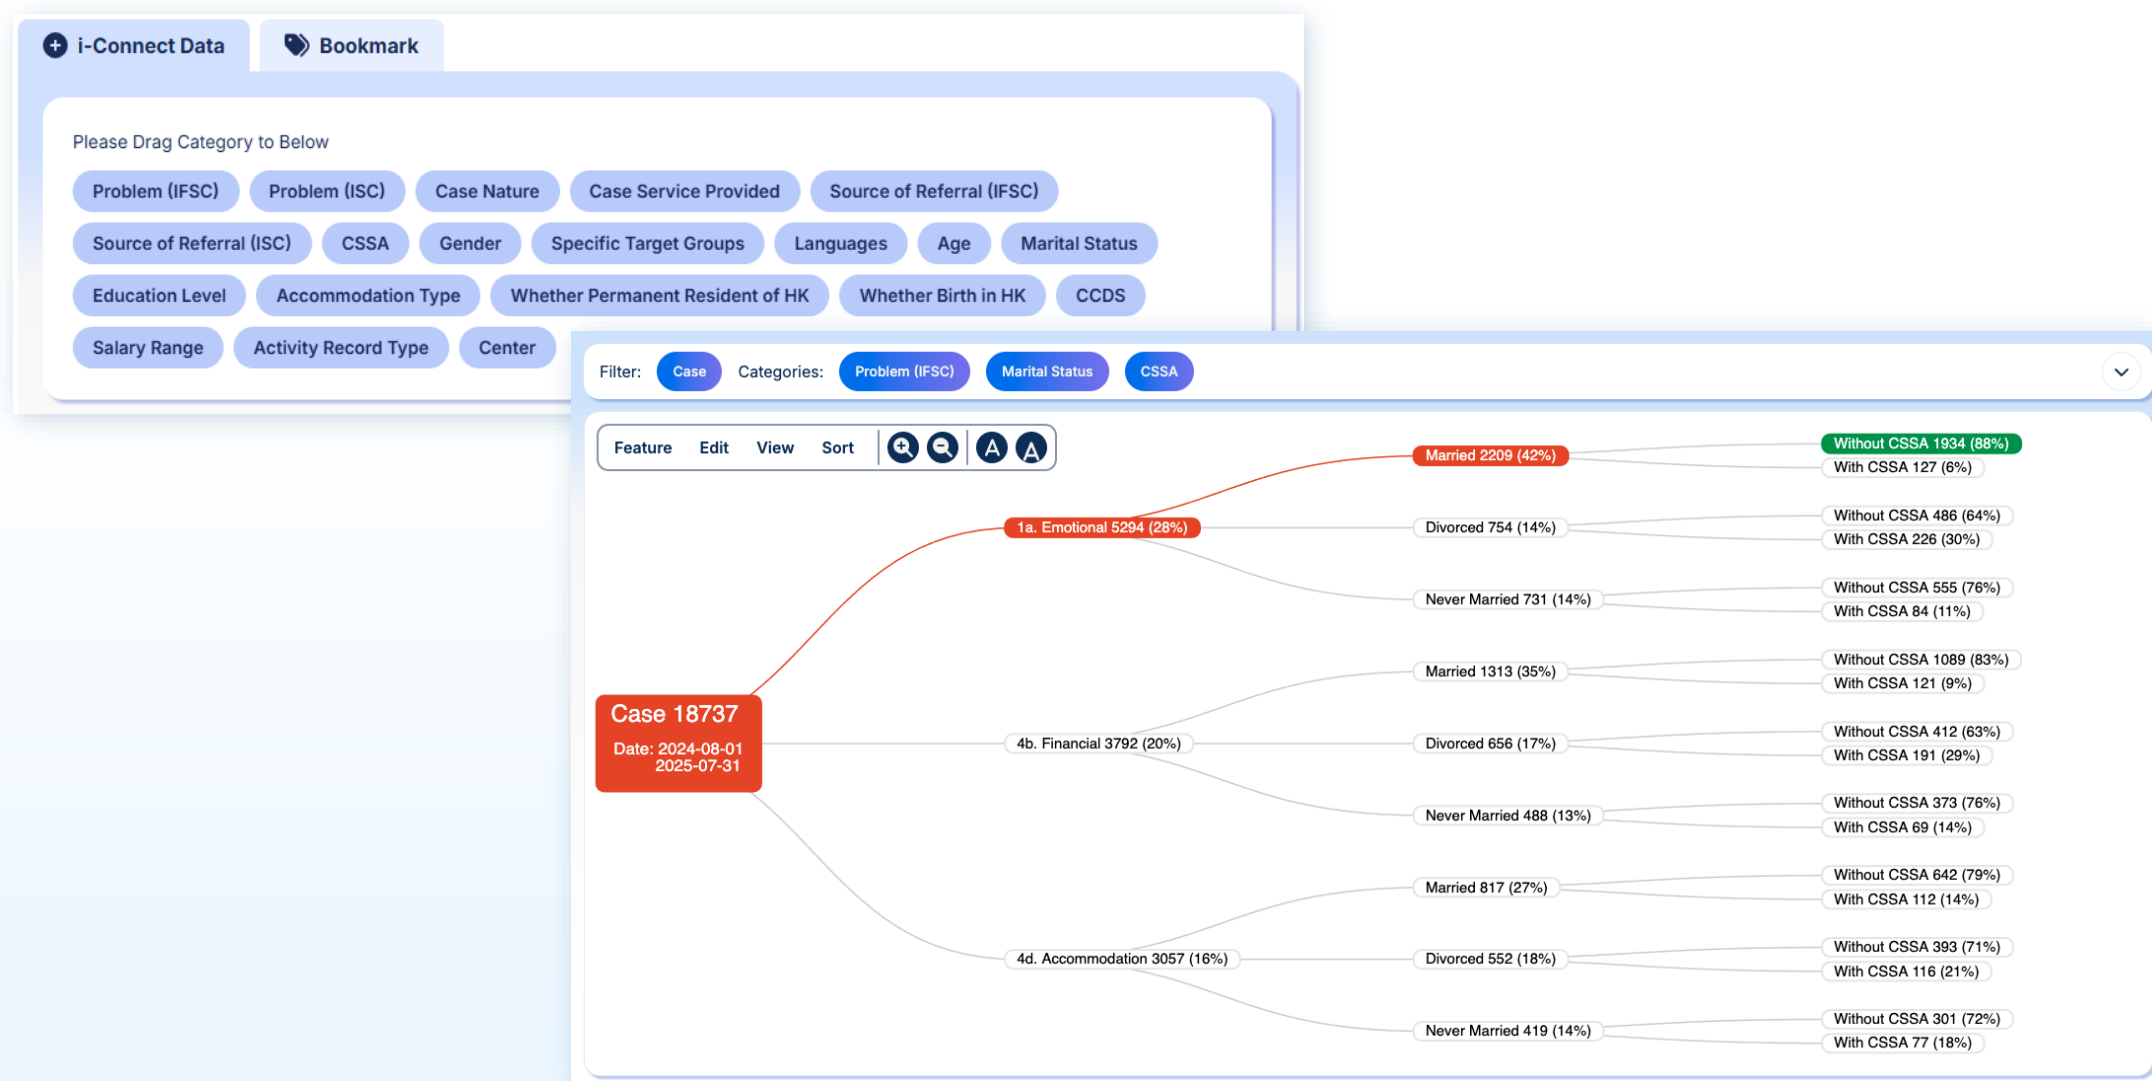 i-Connect Data
Bookmark
Please Drag Category to Below
Problem (IFSC)
Problem (ISC)
Case Nature
Case Service Provided
Source of Referral (IFSC)
Source of Referral (ISC)
CSSA
Gender
Specific Target Groups
Languages
Age
Marital Status
Education Level
Accommodation Type
Whether Permanent Resident of HK
Whether Birth in HK
CCDS
Salary Range
Activity Record Type
Center
Filter:
Case
Categories:
Problem (IFSC)
Marital Status
CSSA
Feature
Edit
View
Sort
A
A
Case 18737
Date: 2024-08-01
2025-07-31
1a. Emotional 5294 (28%)
Married 2209 (42%)
Without CSSA 1934 (88%)
With CSSA 127 (6%)
Divorced 754 (14%)
Without CSSA 486 (64%)
With CSSA 226 (30%)
Never Married 731 (14%)
Without CSSA 555 (76%)
With CSSA 84 (11%)
4b. Financial 3792 (20%)
Married 1313 (35%)
Without CSSA 1089 (83%)
With CSSA 121 (9%)
Divorced 656 (17%)
Without CSSA 412 (63%)
With CSSA 191 (29%)
Never Married 488 (13%)
Without CSSA 373 (76%)
With CSSA 69 (14%)
4d. Accommodation 3057 (16%)
Married 817 (27%)
Without CSSA 642 (79%)
With CSSA 112 (14%)
Divorced 552 (18%)
Without CSSA 393 (71%)
With CSSA 116 (21%)
Never Married 419 (14%)
Without CSSA 301 (72%)
With CSSA 77 (18%)